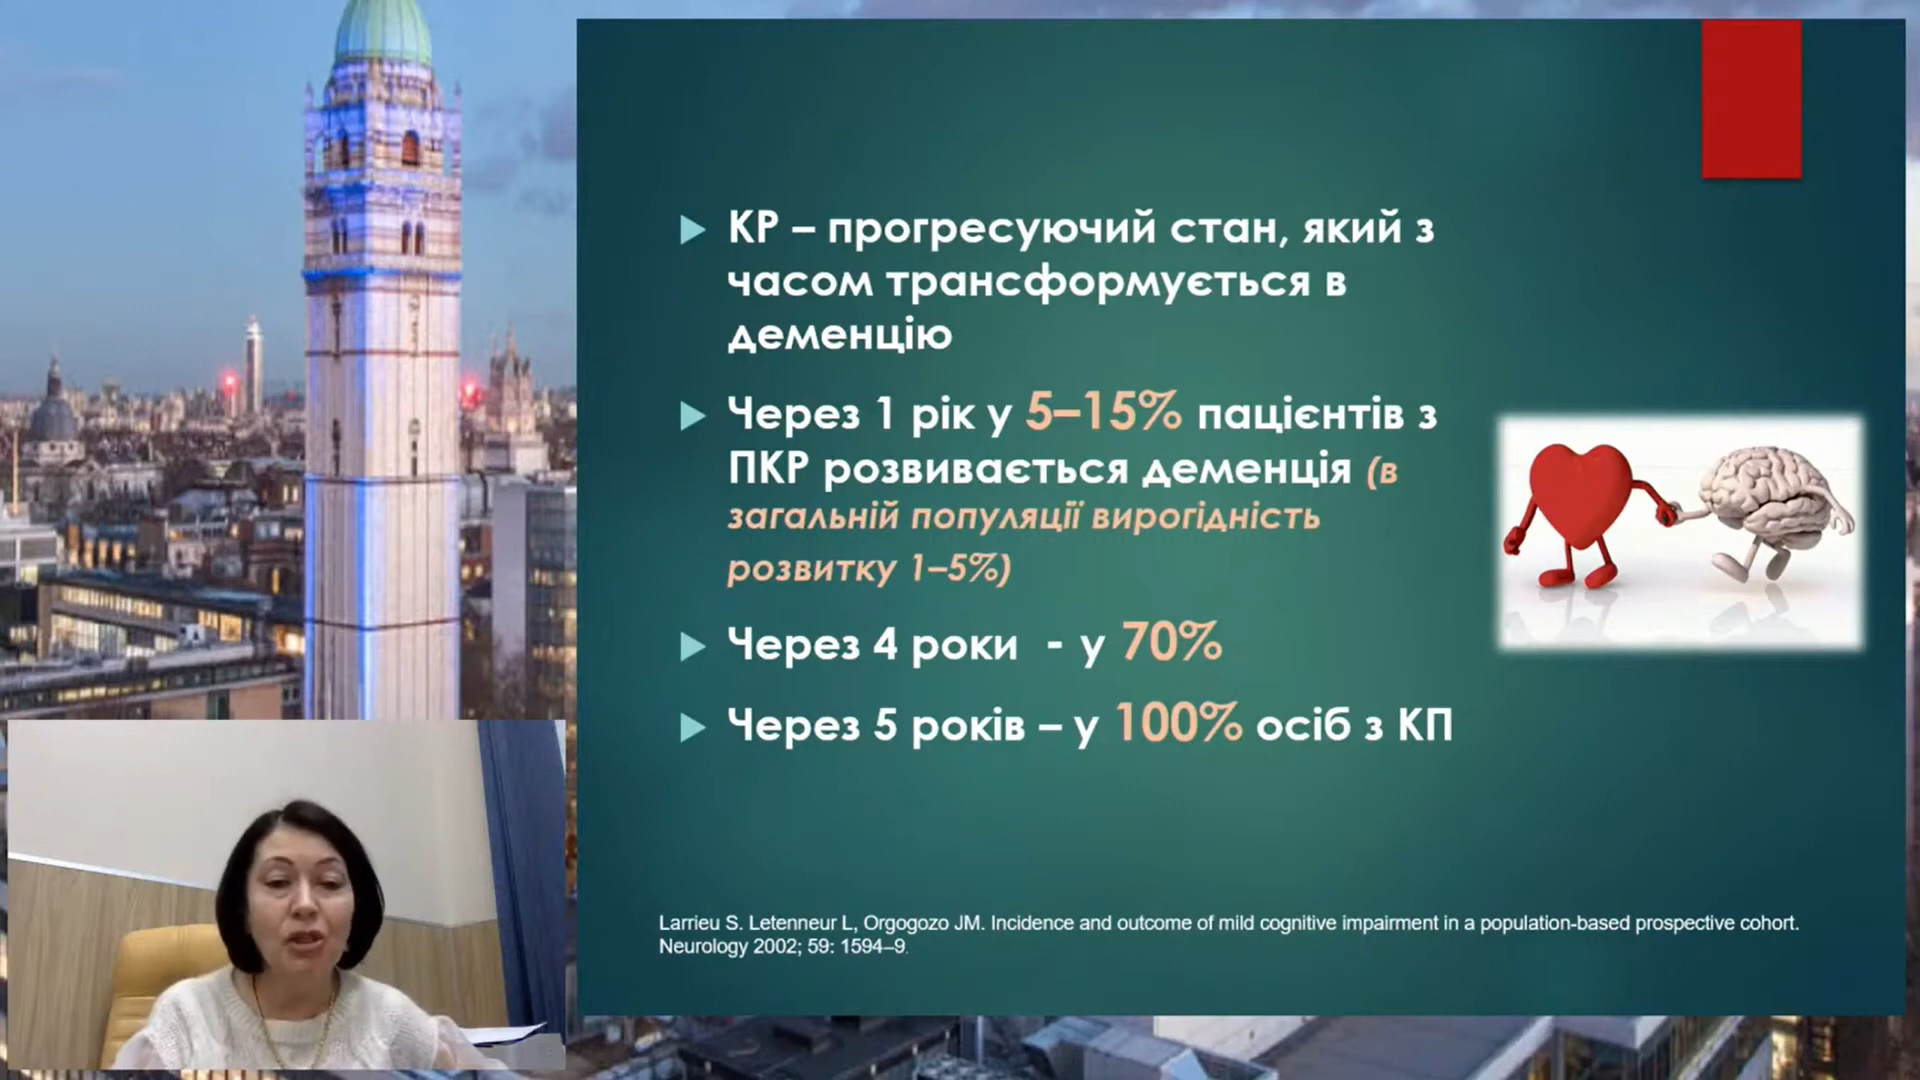 КР – прогресуючий стан, який з
часом трансформується в
деменцію
Через 1 рік у 5–15% пацієнтів з
ПКР розвивається деменція (в
загальній популяції вирогідність
розвитку 1–5%)
Через 4 роки - у 70%
Через 5 років – у 100% осіб з КП
Larrieu S. Letenneur L, Orgogozo JM. Incidence and outcome of mild cognitive impairment in a population-based prospective cohort.
Neurology 2002; 59: 1594–9.